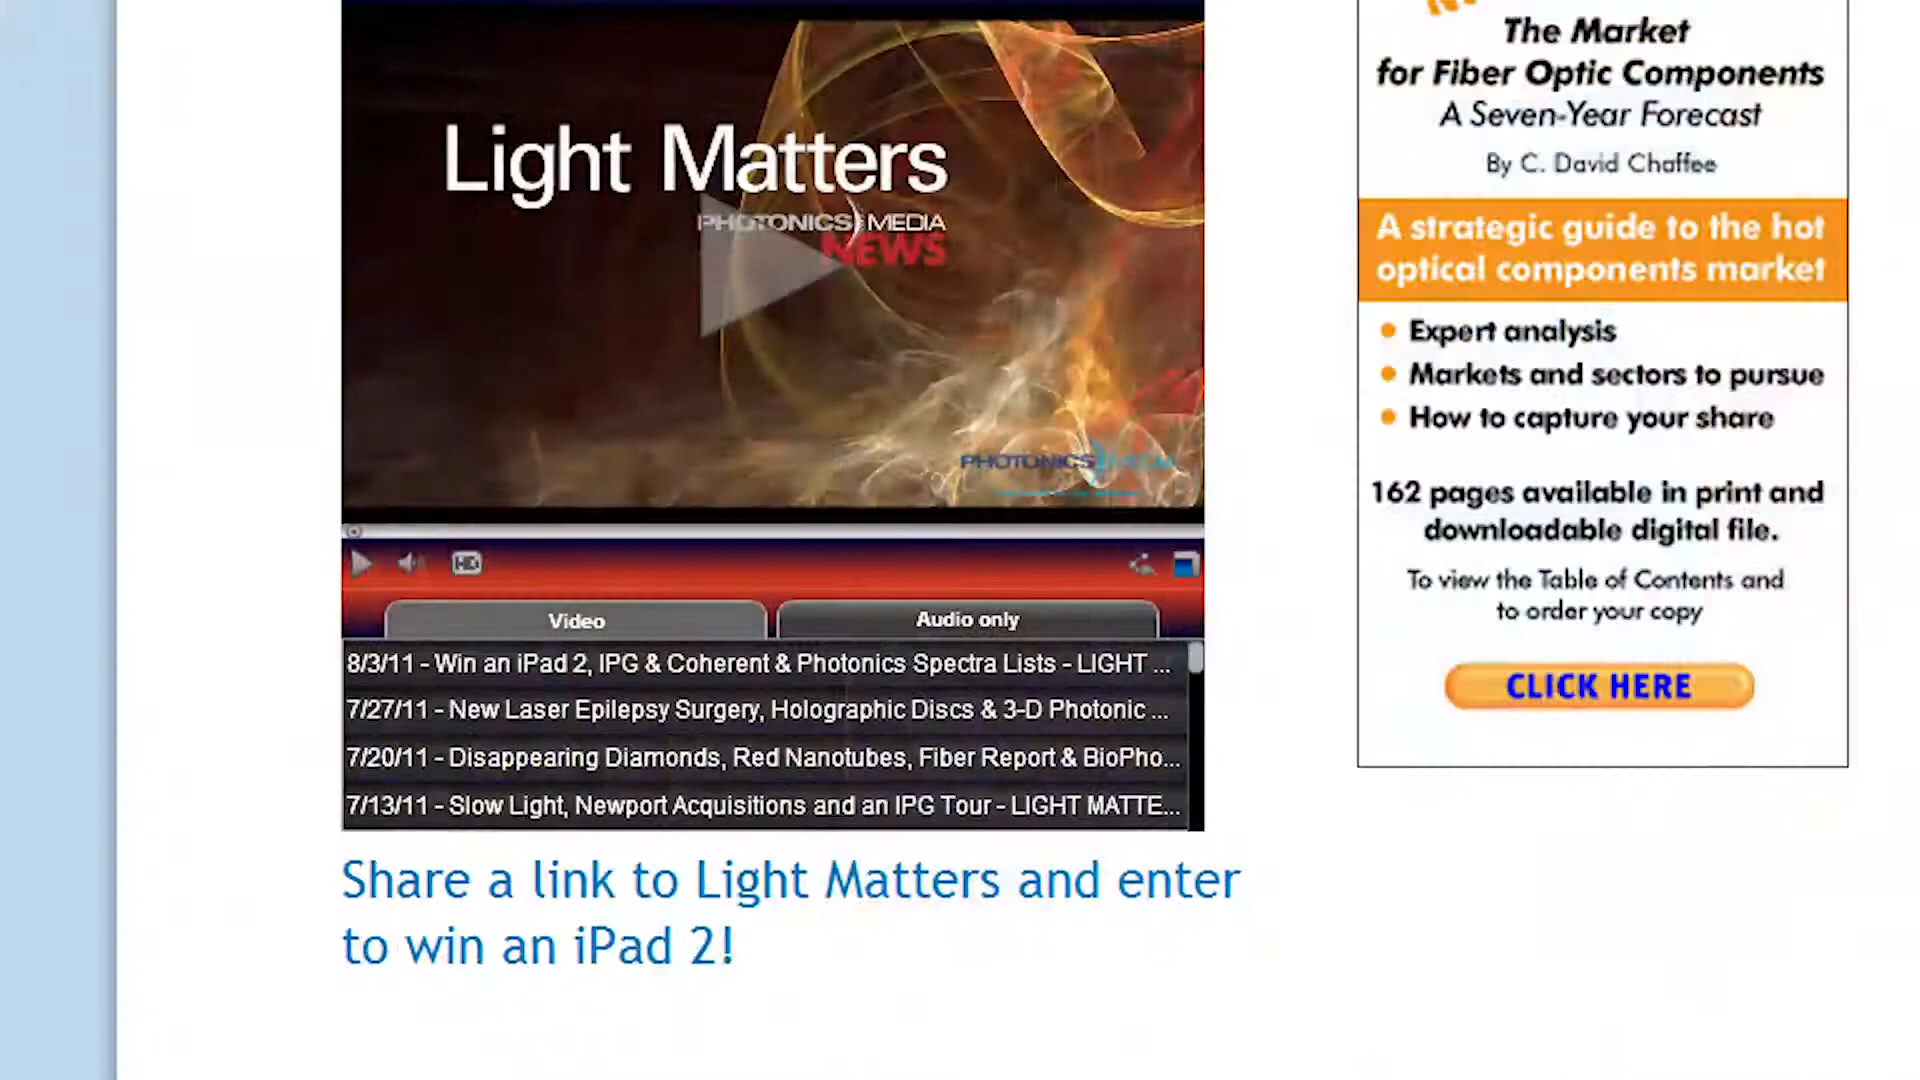 Light Matters
PHOTONICS MEDIA
NEWS
PHOTONICS MEDIA
HD
Video
Audio only
8/3/11 - Win an iPad 2, IPG & Coherent & Photonics Spectra Lists - LIGHT ...
7/27/11 - New Laser Epilepsy Surgery, Holographic Discs & 3-D Photonic ...
7/20/11 - Disappearing Diamonds, Red Nanotubes, Fiber Report & BioPho...
7/13/11 - Slow Light, Newport Acquisitions and an IPG Tour - LIGHT MATTE...
Share a link to Light Matters and enter
to win an iPad 2!
The Market
for Fiber Optic Components
A Seven-Year Forecast
By C. David Chaffee
A strategic guide to the hot
optical components market
• Expert analysis
• Markets and sectors to pursue
• How to capture your share
162 pages available in print and
downloadable digital file.
To view the Table of Contents and
to order your copy
CLICK HERE